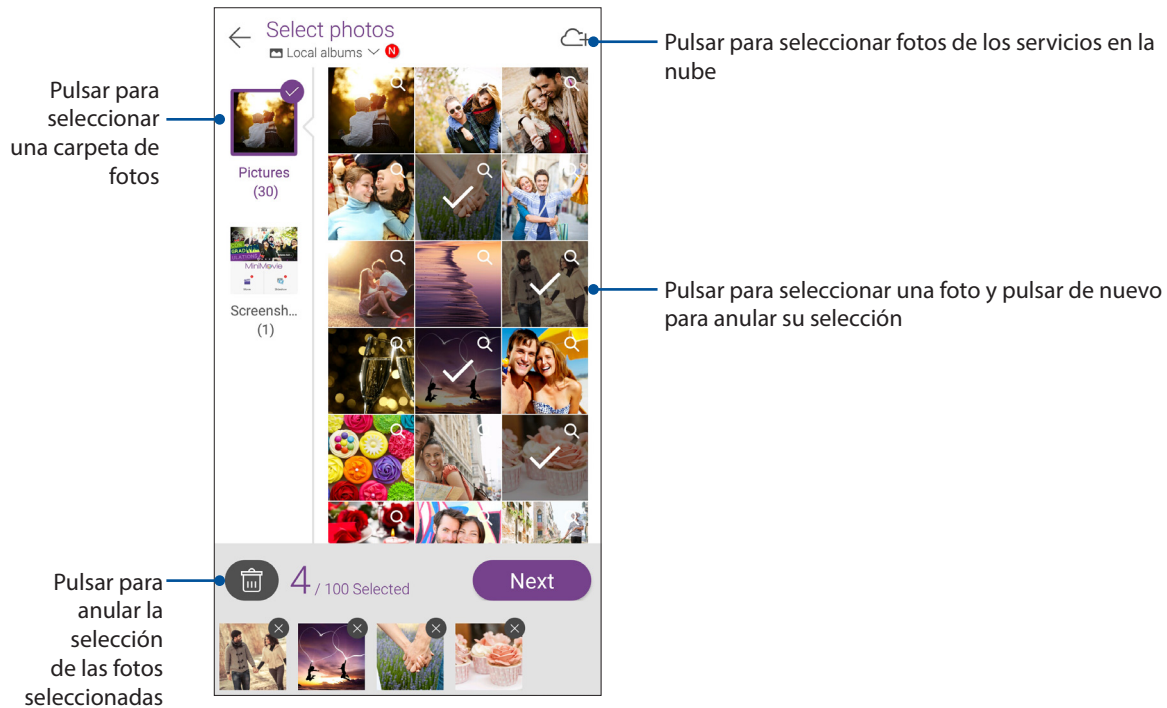 Select photos
Local albums N
Pulsar para seleccionar fotos de los servicios en la
nube
Pulsar para
seleccionar
una carpeta de
fotos
Pictures
(30)
MiniMovie
Screensh...
(1)
Pulsar para seleccionar una foto y pulsar de nuevo
para anular su selección
Pulsar para
anular la
selección
de las fotos
seleccionadas
4 / 100 Selected
Next